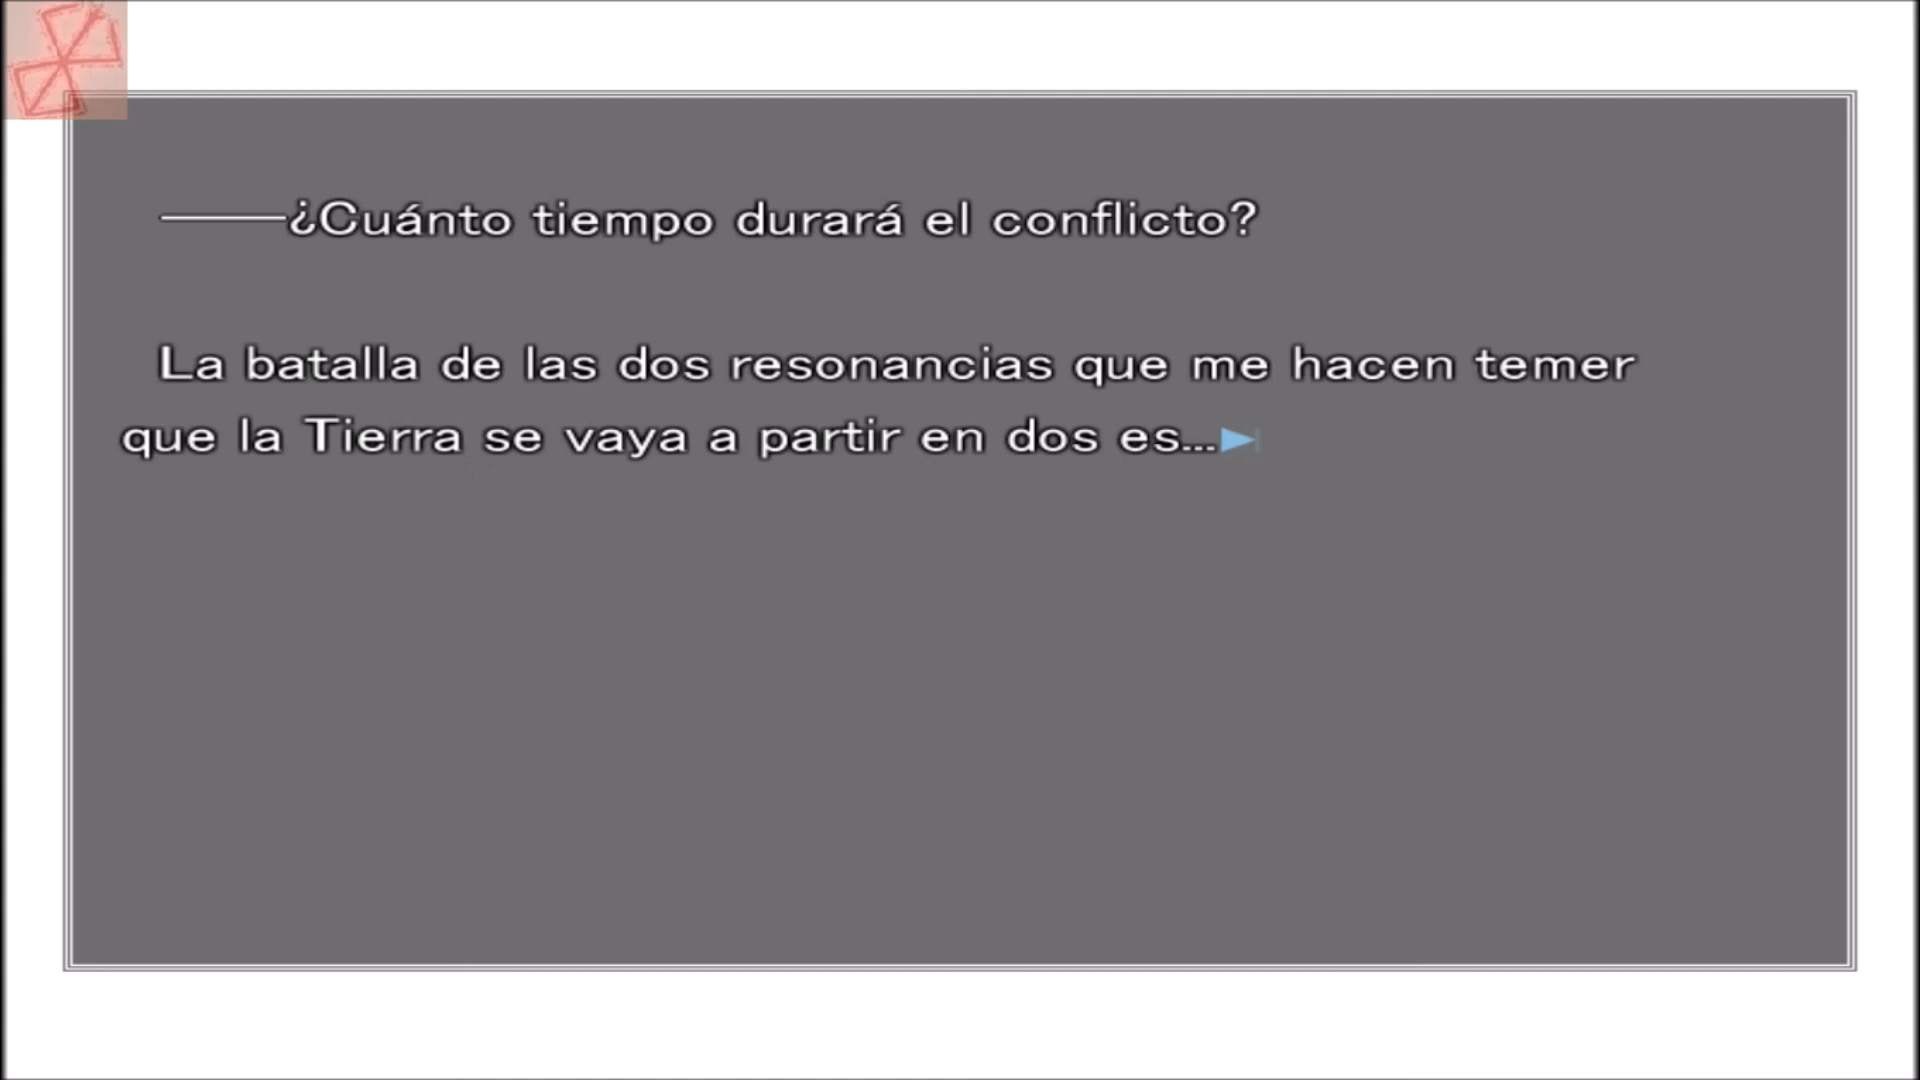 ———¿Cuánto tiempo durará el conflicto?
La batalla de las dos resonancias que me hacen temer
que la Tierra se vaya a partir en dos es...